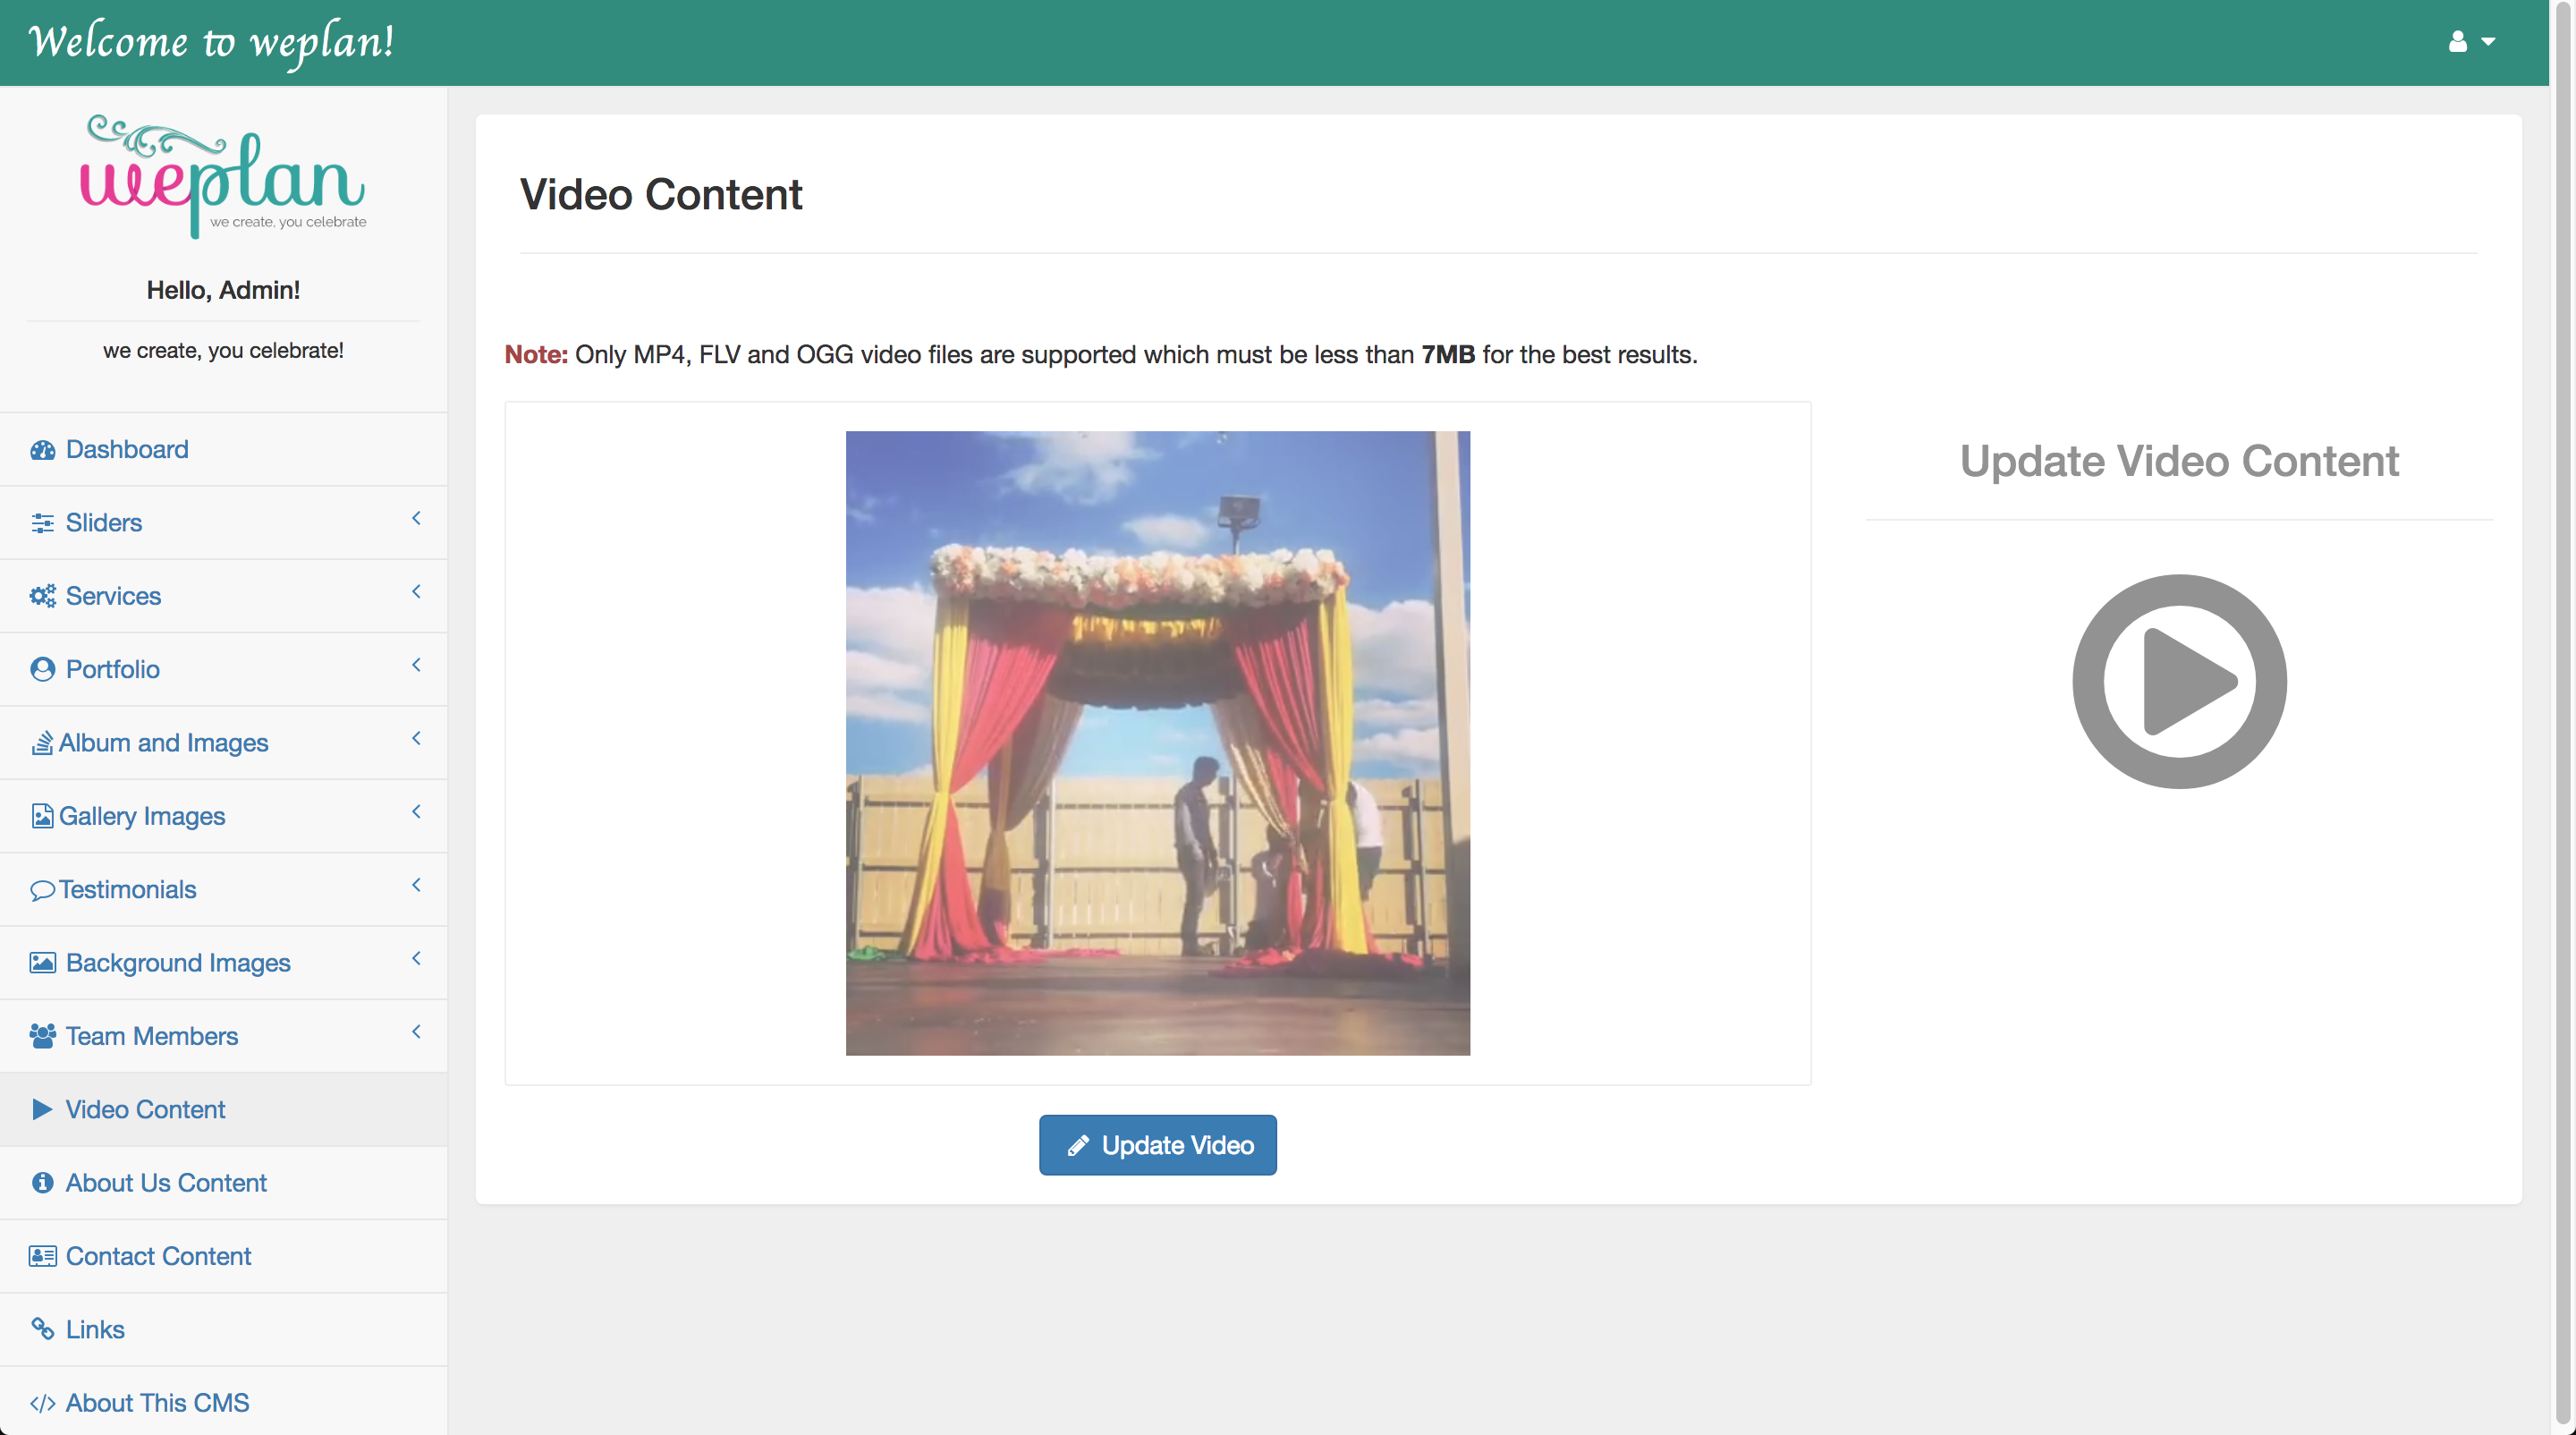 Welcome to weplan!
weplan
we create, you celebrate
Hello, Admin!
we create, you celebrate!
Dashboard
Sliders
Services
Portfolio
Album and Images
Gallery Images
Testimonials
Background Images
Team Members
Video Content
About Us Content
Contact Content
Links
About This CMS
Video Content
Note: Only MP4, FLV and OGG video files are supported which must be less than 7MB for the best results.
Update Video
Update Video Content